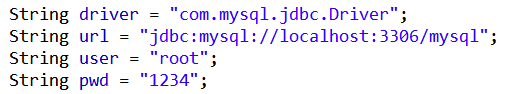 String driver = "com.mysql.jdbc.Driver";
String url = "jdbc:mysql://localhost:3306/mysql";
String user = "root";
String pwd = "1234";